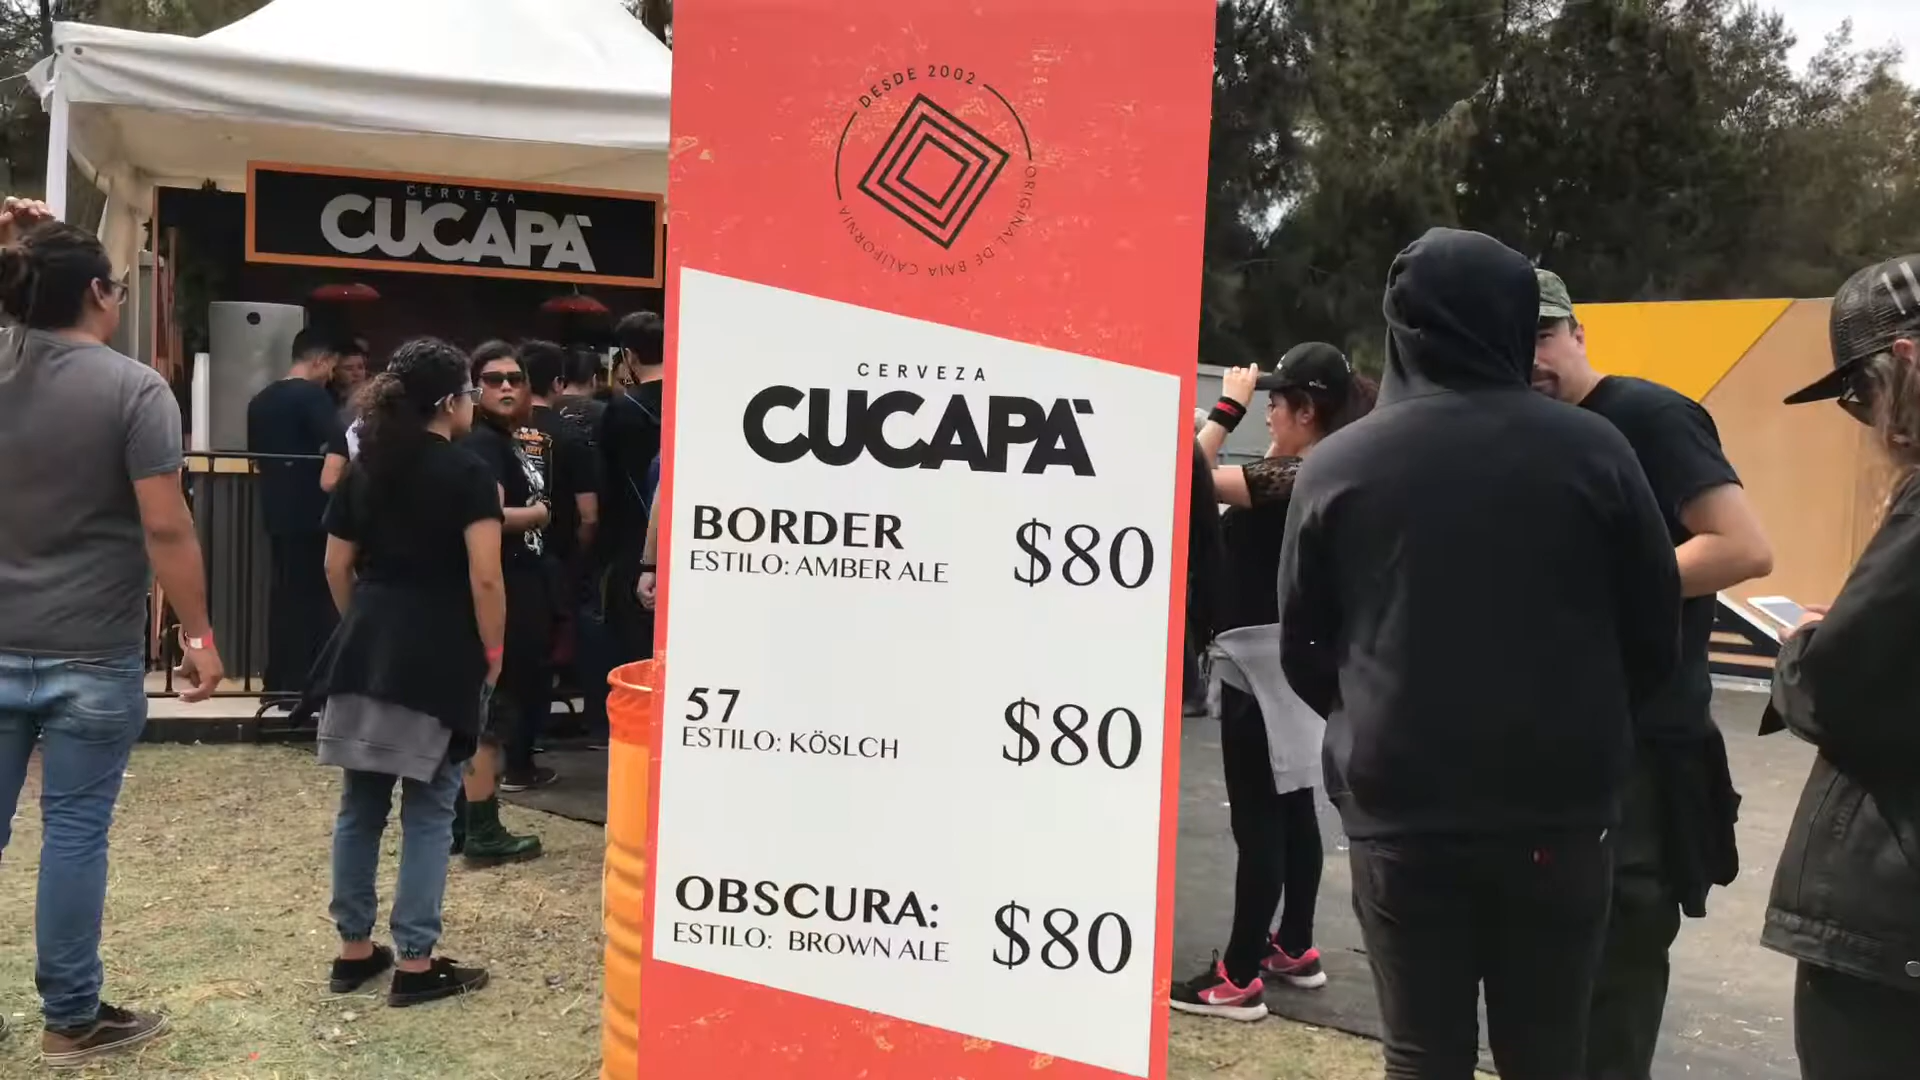 CERVEZA
CUCAPÁ
DESDE 2002
ORIGINAL DE BAJA CALIFORNIA
CERVEZA
CUCAPÁ
BORDER $80
ESTILO: AMBER ALE
57 $80
ESTILO: KÖSLCH
OBSCURA: $80
ESTILO: BROWN ALE